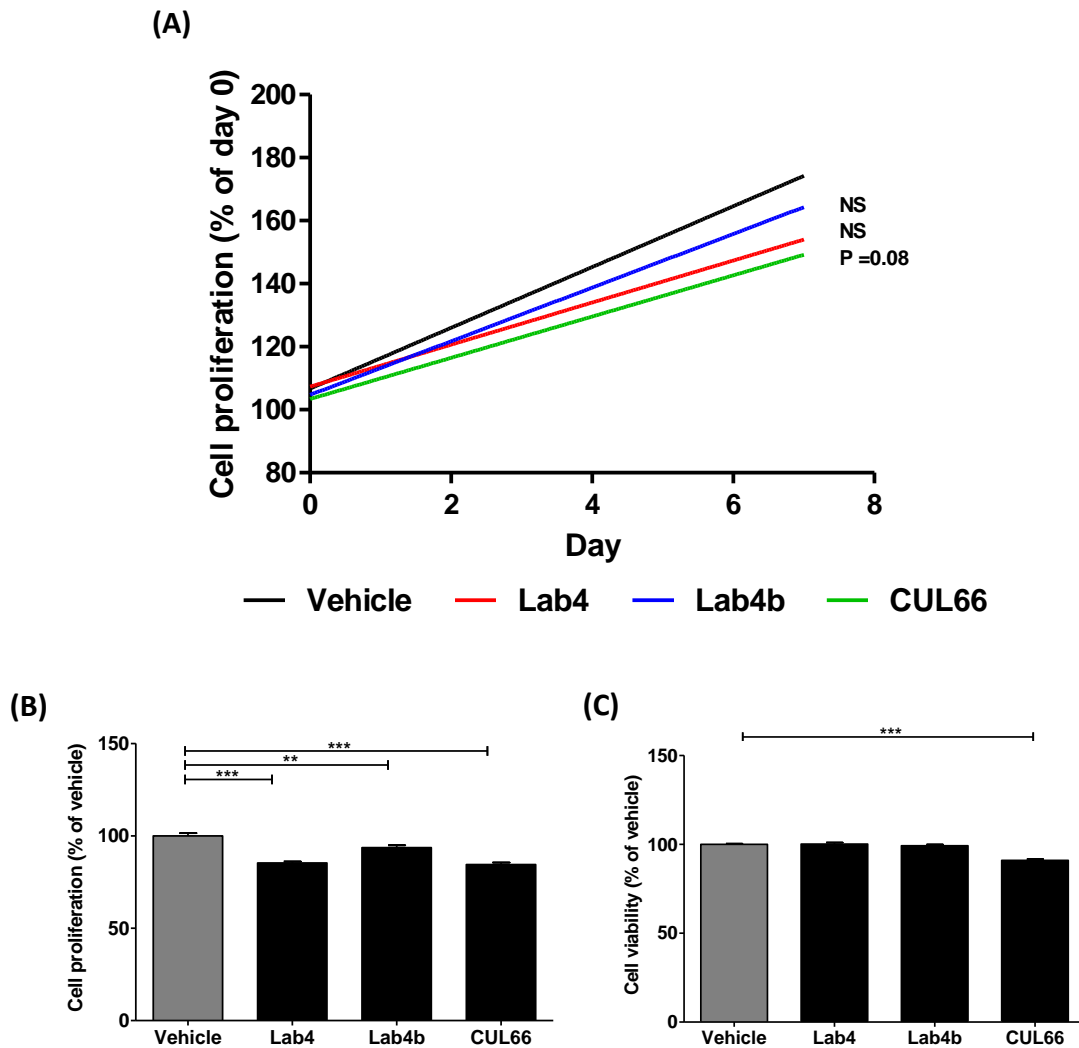 (A)
Cell proliferation (% of day 0)
200
180
160
140
120
100
80
0 2 4 6 8
Day
NS
NS
P =0.08
Vehicle Lab4 Lab4b CUL66
(B)
Cell proliferation (% of vehicle)
150
100
50
0
***
**
***
Vehicle Lab4 Lab4b CUL66
(C)
Cell viability (% of vehicle)
150
100
50
0
***
Vehicle Lab4 Lab4b CUL66